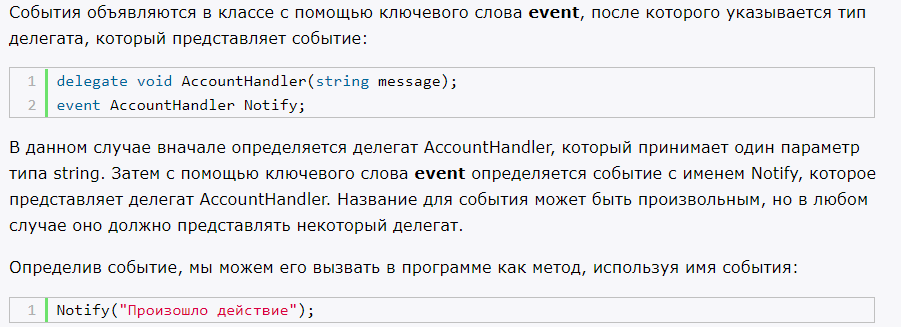 События объявляются в классе с помощью ключевого слова event, после которого указывается тип
делегата, который представляет событие:
1 delegate void AccountHandler(string message);
2 event AccountHandler Notify;
В данном случае вначале определяется делегат AccountHandler, который принимает один параметр
типа string. Затем с помощью ключевого слова event определяется событие с именем Notify, которое
представляет делегат AccountHandler. Название для события может быть произвольным, но в любом
случае оно должно представлять некоторый делегат.
Определив событие, мы можем его вызвать в программе как метод, используя имя события:
1 Notify("Произошло действие");